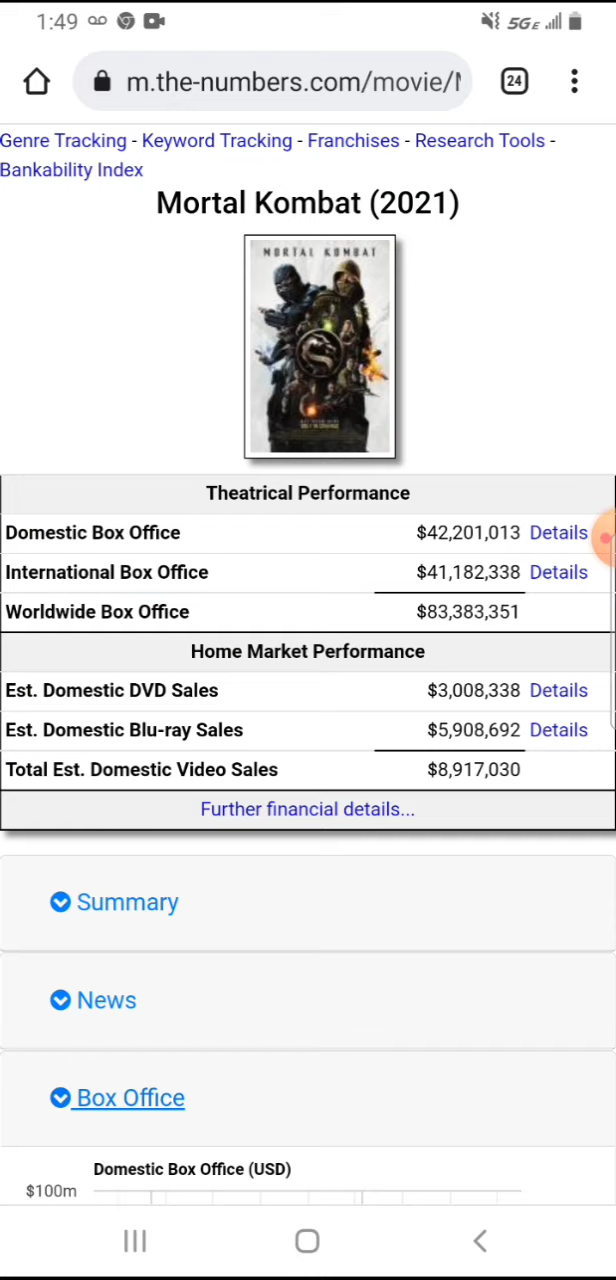 1:49 5GE
m.the-numbers.com/movie/M 24
Genre Tracking - Keyword Tracking - Franchises - Research Tools -
Bankability Index
Mortal Kombat (2021)
MORTAL KOMBAT
Theatrical Performance
Domestic Box Office $42,201,013 Details
International Box Office $41,182,338 Details
Worldwide Box Office $83,383,351
Home Market Performance
Est. Domestic DVD Sales $3,008,338 Details
Est. Domestic Blu-ray Sales $5,908,692 Details
Total Est. Domestic Video Sales $8,917,030
Further financial details...
Summary
News
Box Office
Domestic Box Office (USD)
$100m